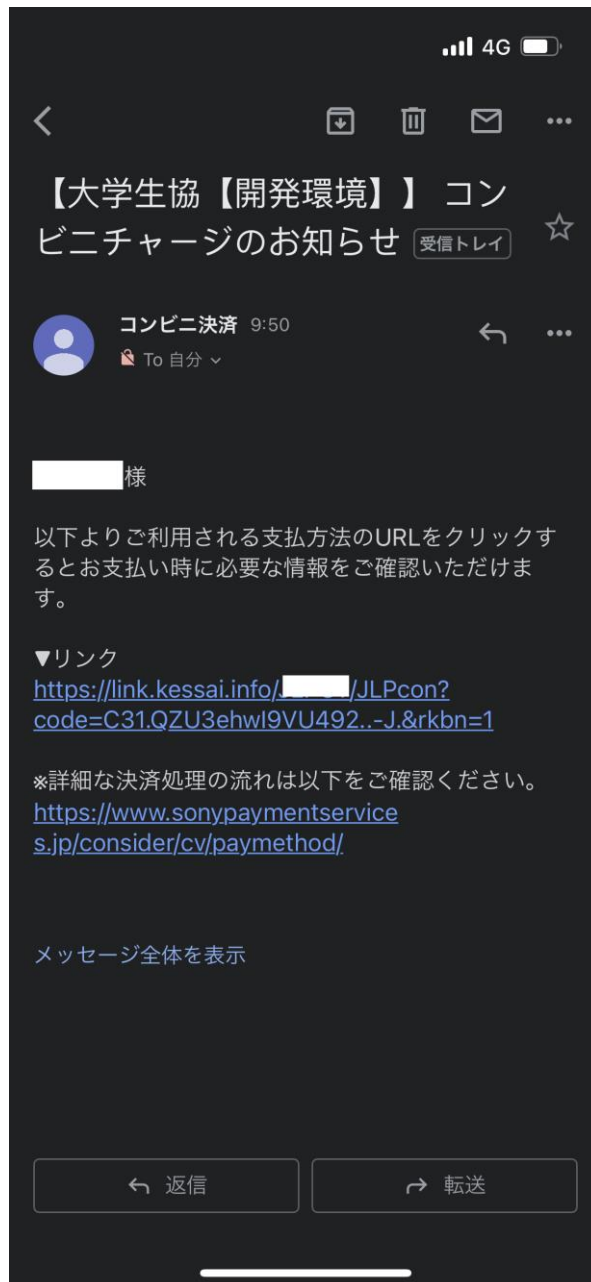 4G
【大学生協【開発環境】】 コン
ビニチャージのお知らせ 受信トレイ
コンビニ決済 9:50
To 自分
様
以下よりご利用される支払方法のURLをクリックす
るとお支払い時に必要な情報をご確認いただけま
す。
▼リンク
https://link.kessai.info/ /JLPcon?
code=C31.QZU3ehwI9VU492..-J.&rkbn=1
※詳細な決済処理の流れは以下をご確認ください。
https://www.sonypaymentservice
s.jp/consider/cv/paymethod/
メッセージ全体を表示
返信
転送